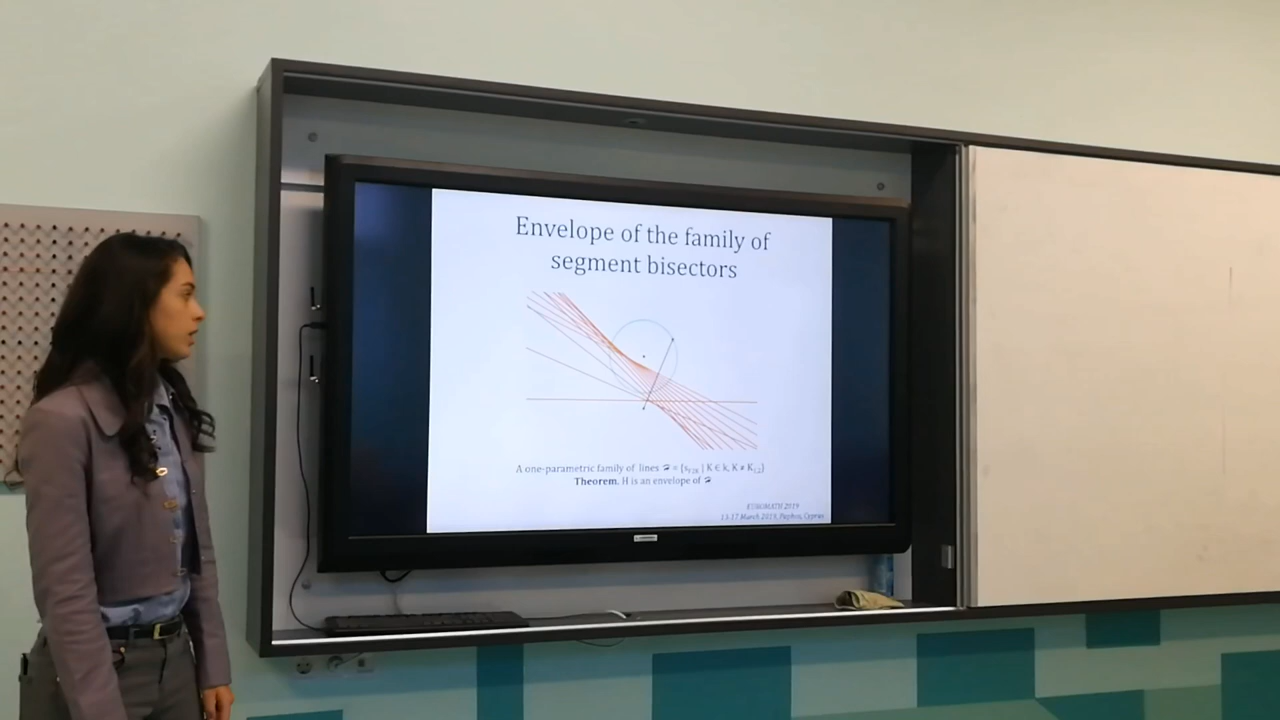 Envelope of the family of
segment bisectors
A one-parametric family of lines = {s | K ∈ k, K ≠ K}
Theorem. H is an envelope of
EUROMATH 2019
13-17 March 2019, Paphos, Cyprus